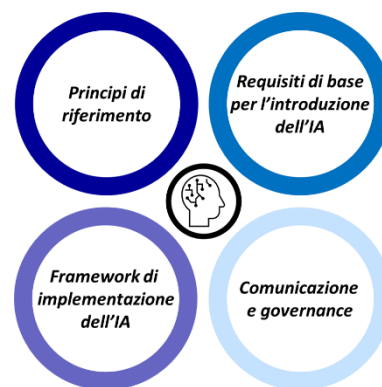 Principi di
riferimento
Requisiti di base
per l'introduzione
dell'IA
Framework di
implementazione
dell'IA
Comunicazione
e governance